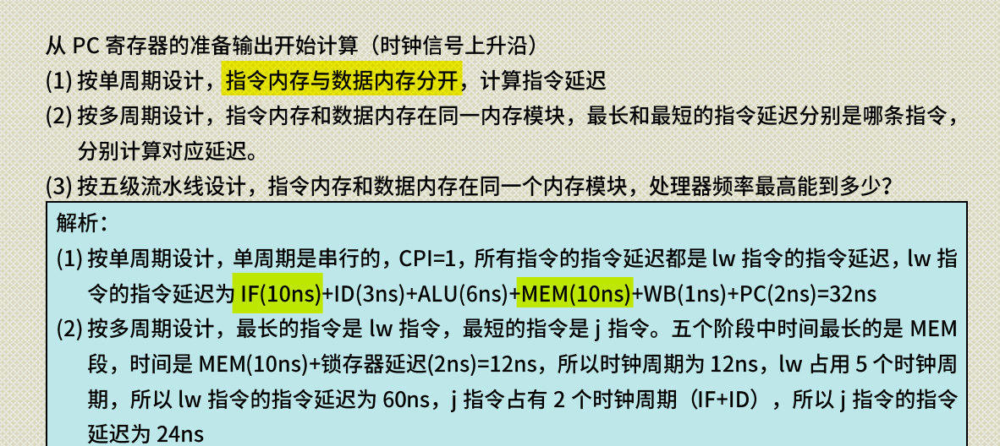 从 PC 寄存器的准备输出开始计算（时钟信号上升沿）
(1) 按单周期设计，指令内存与数据内存分开，计算指令延迟
(2) 按多周期设计，指令内存和数据内存在同一内存模块，最长和最短的指令延迟分别是哪条指令，
分别计算对应延迟。
(3) 按五级流水线设计，指令内存和数据内存在同一个内存模块，处理器频率最高能到多少？
解析：
(1) 按单周期设计，单周期是串行的，CPI=1，所有指令的指令延迟都是 lw 指令的指令延迟，lw 指
令的指令延迟为 IF(10ns)+ID(3ns)+ALU(6ns)+MEM(10ns)+WB(1ns)+PC(2ns)=32ns
(2) 按多周期设计，最长的指令是 lw 指令，最短的指令是 j 指令。五个阶段中时间最长的是 MEM
段，时间是 MEM(10ns)+锁存器延迟(2ns)=12ns，所以时钟周期为 12ns，lw 占用 5 个时钟周
期，所以 lw 指令的指令延迟为 60ns，j 指令占有 2 个时钟周期（IF+ID），所以 j 指令的指令
延迟为 24ns